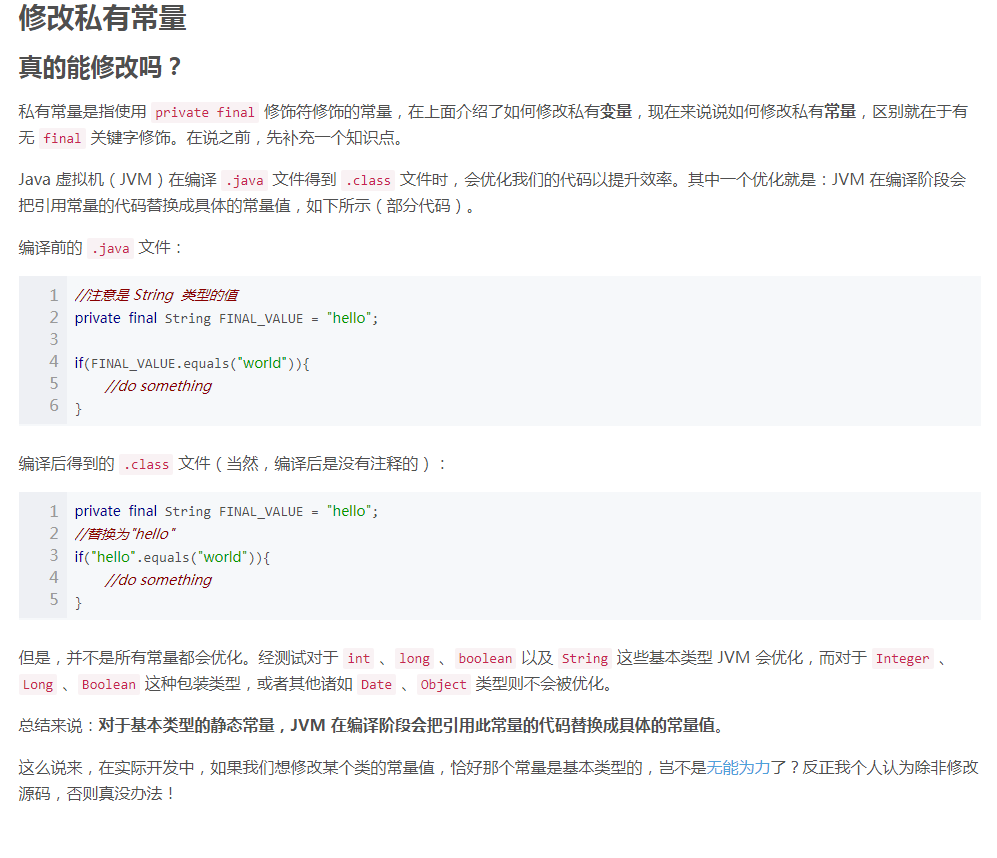 修改私有常量
真的能修改吗？
私有常量是指使用 private final 修饰符修饰的常量，在上面介绍了如何修改私有变量，现在来说说如何修改私有常量，区别就在于有
无 final 关键字修饰。在说之前，先补充一个知识点。
Java 虚拟机（JVM）在编译 .java 文件得到 .class 文件时，会优化我们的代码以提升效率。其中一个优化就是：JVM 在编译阶段会
把引用常量的代码替换成具体的常量值，如下所示（部分代码）。
编译前的 .java 文件：
1 //注意是 String 类型的值
2 private final String FINAL_VALUE = "hello";
3
4 if(FINAL_VALUE.equals("world")){
5 //do something
6 }
编译后得到的 .class 文件（当然，编译后是没有注释的）：
1 private final String FINAL_VALUE = "hello";
2 //替换为"hello"
3 if("hello".equals("world")){
4 //do something
5 }
但是，并不是所有常量都会优化。经测试对于 int 、 long 、 boolean 以及 String 这些基本类型 JVM 会优化，而对于 Integer 、
Long 、 Boolean 这种包装类型，或者其他诸如 Date 、 Object 类型则不会被优化。
总结来说：对于基本类型的静态常量，JVM 在编译阶段会把引用此常量的代码替换成具体的常量值。
这么说来，在实际开发中，如果我们想修改某个类的常量值，恰好那个常量是基本类型的，岂不是无能为力了？反正我个人认为除非修改
源码，否则真没办法！